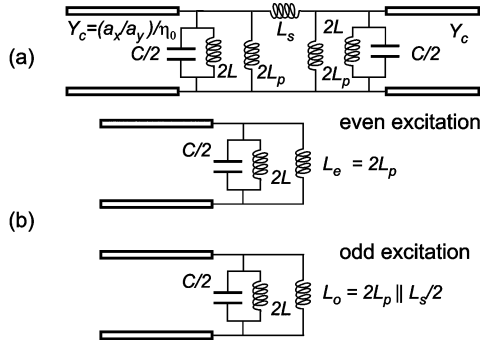 (a)
Y_c=(a_x/a_y)/η_0
C/2
2L
2L_p
L_s
2L
2L_p
C/2
Y_c
even excitation
C/2
2L
L_e = 2L_p
(b)
odd excitation
C/2
2L
L_o = 2L_p || L_s/2